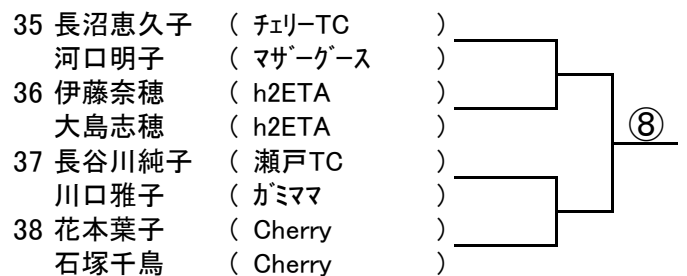 35 長沼恵久子 ( ﾁｪﾘｰTC )
河口明子 ( ﾏｻﾞｰｸﾞｰｽ )
36 伊藤奈穂 ( h2ETA )
大島志穂 ( h2ETA )
⑧
37 長谷川純子 ( 瀬戸TC )
川口雅子 ( ｶﾞﾐﾏﾏ )
38 花本葉子 ( Cherry )
石塚千鳥 ( Cherry )